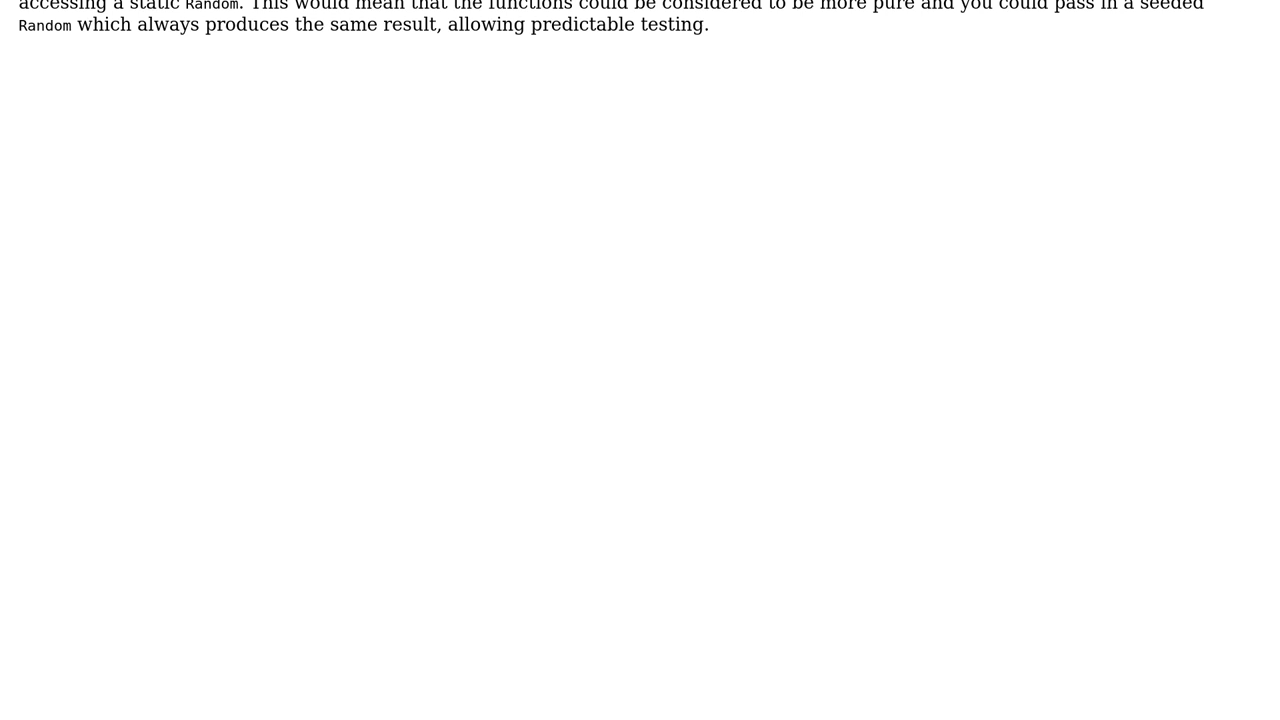 accessing a static Random. This would mean that the functions could be considered to be more pure and you could pass in a seeded
Random which always produces the same result, allowing predictable testing.